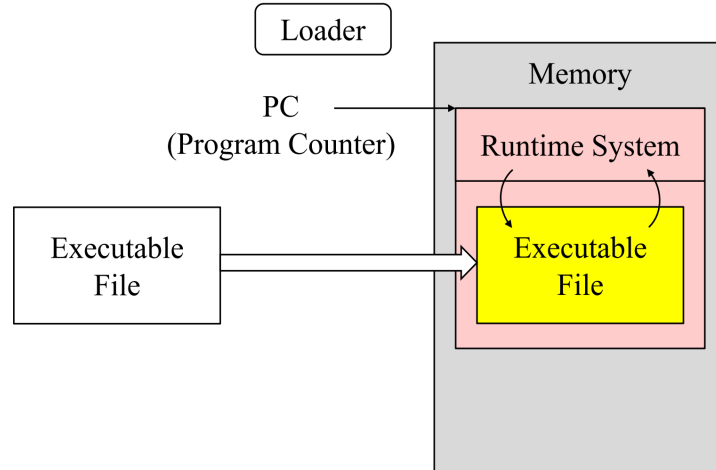 Loader
Memory
PC
(Program Counter)
Runtime System
Executable
File
Executable
File